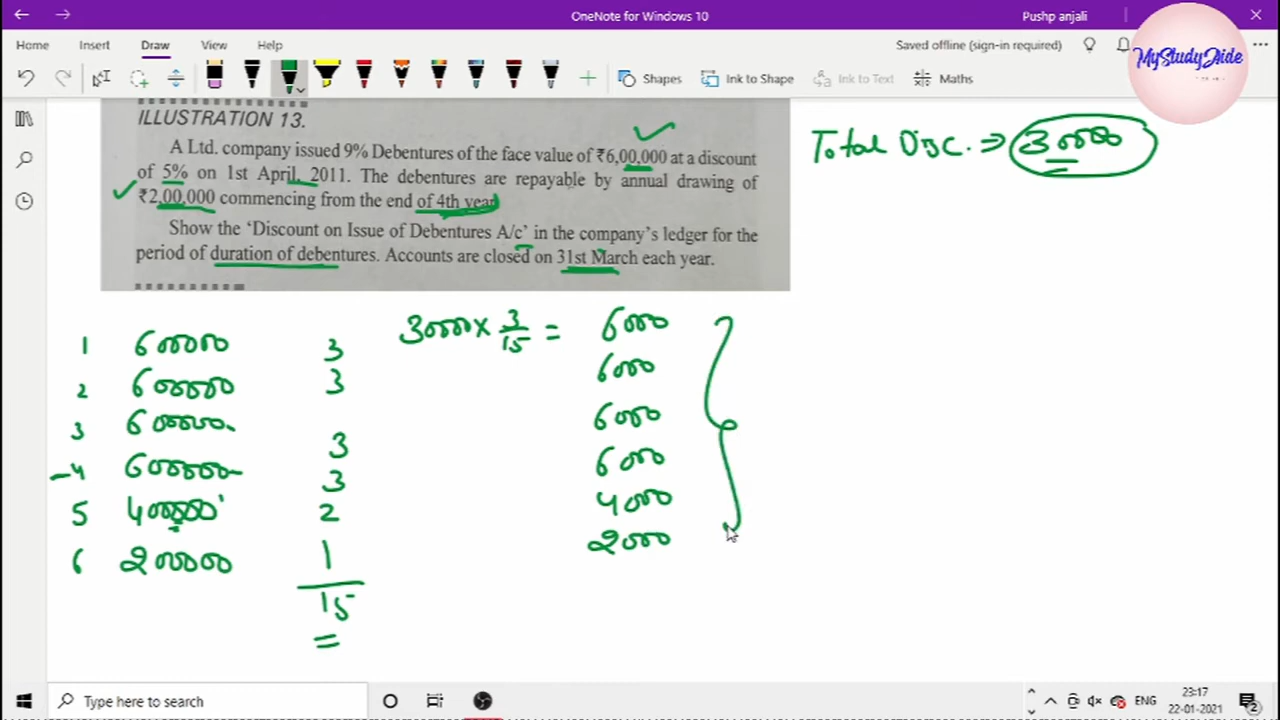 OneNote for Windows 10
Pushp anjali
Home Insert Draw View Help
Saved offline (sign-in required)
MyStudyAide
Shapes Ink to Shape Ink to Text Maths
ILLUSTRATION 13.
A Ltd. company issued 9% Debentures of the face value of ₹6,00,000 at a discount
of 5% on 1st April, 2011. The debentures are repayable by annual drawing of
₹2,00,000 commencing from the end of 4th year.
Show the ‘Discount on Issue of Debentures A/c’ in the company’s ledger for the
period of duration of debentures. Accounts are closed on 31st March each year.
Total Disc. ⇒ 30000
1 600000 3 30000 × 3/15 = 6000
2 600000 3 6000
3 600000 3 6000
4 600000 3 6000
5 400000 2 4000
6 200000 1 2000
15
=
Type here to search
ENG
23:17
22-01-2021
2